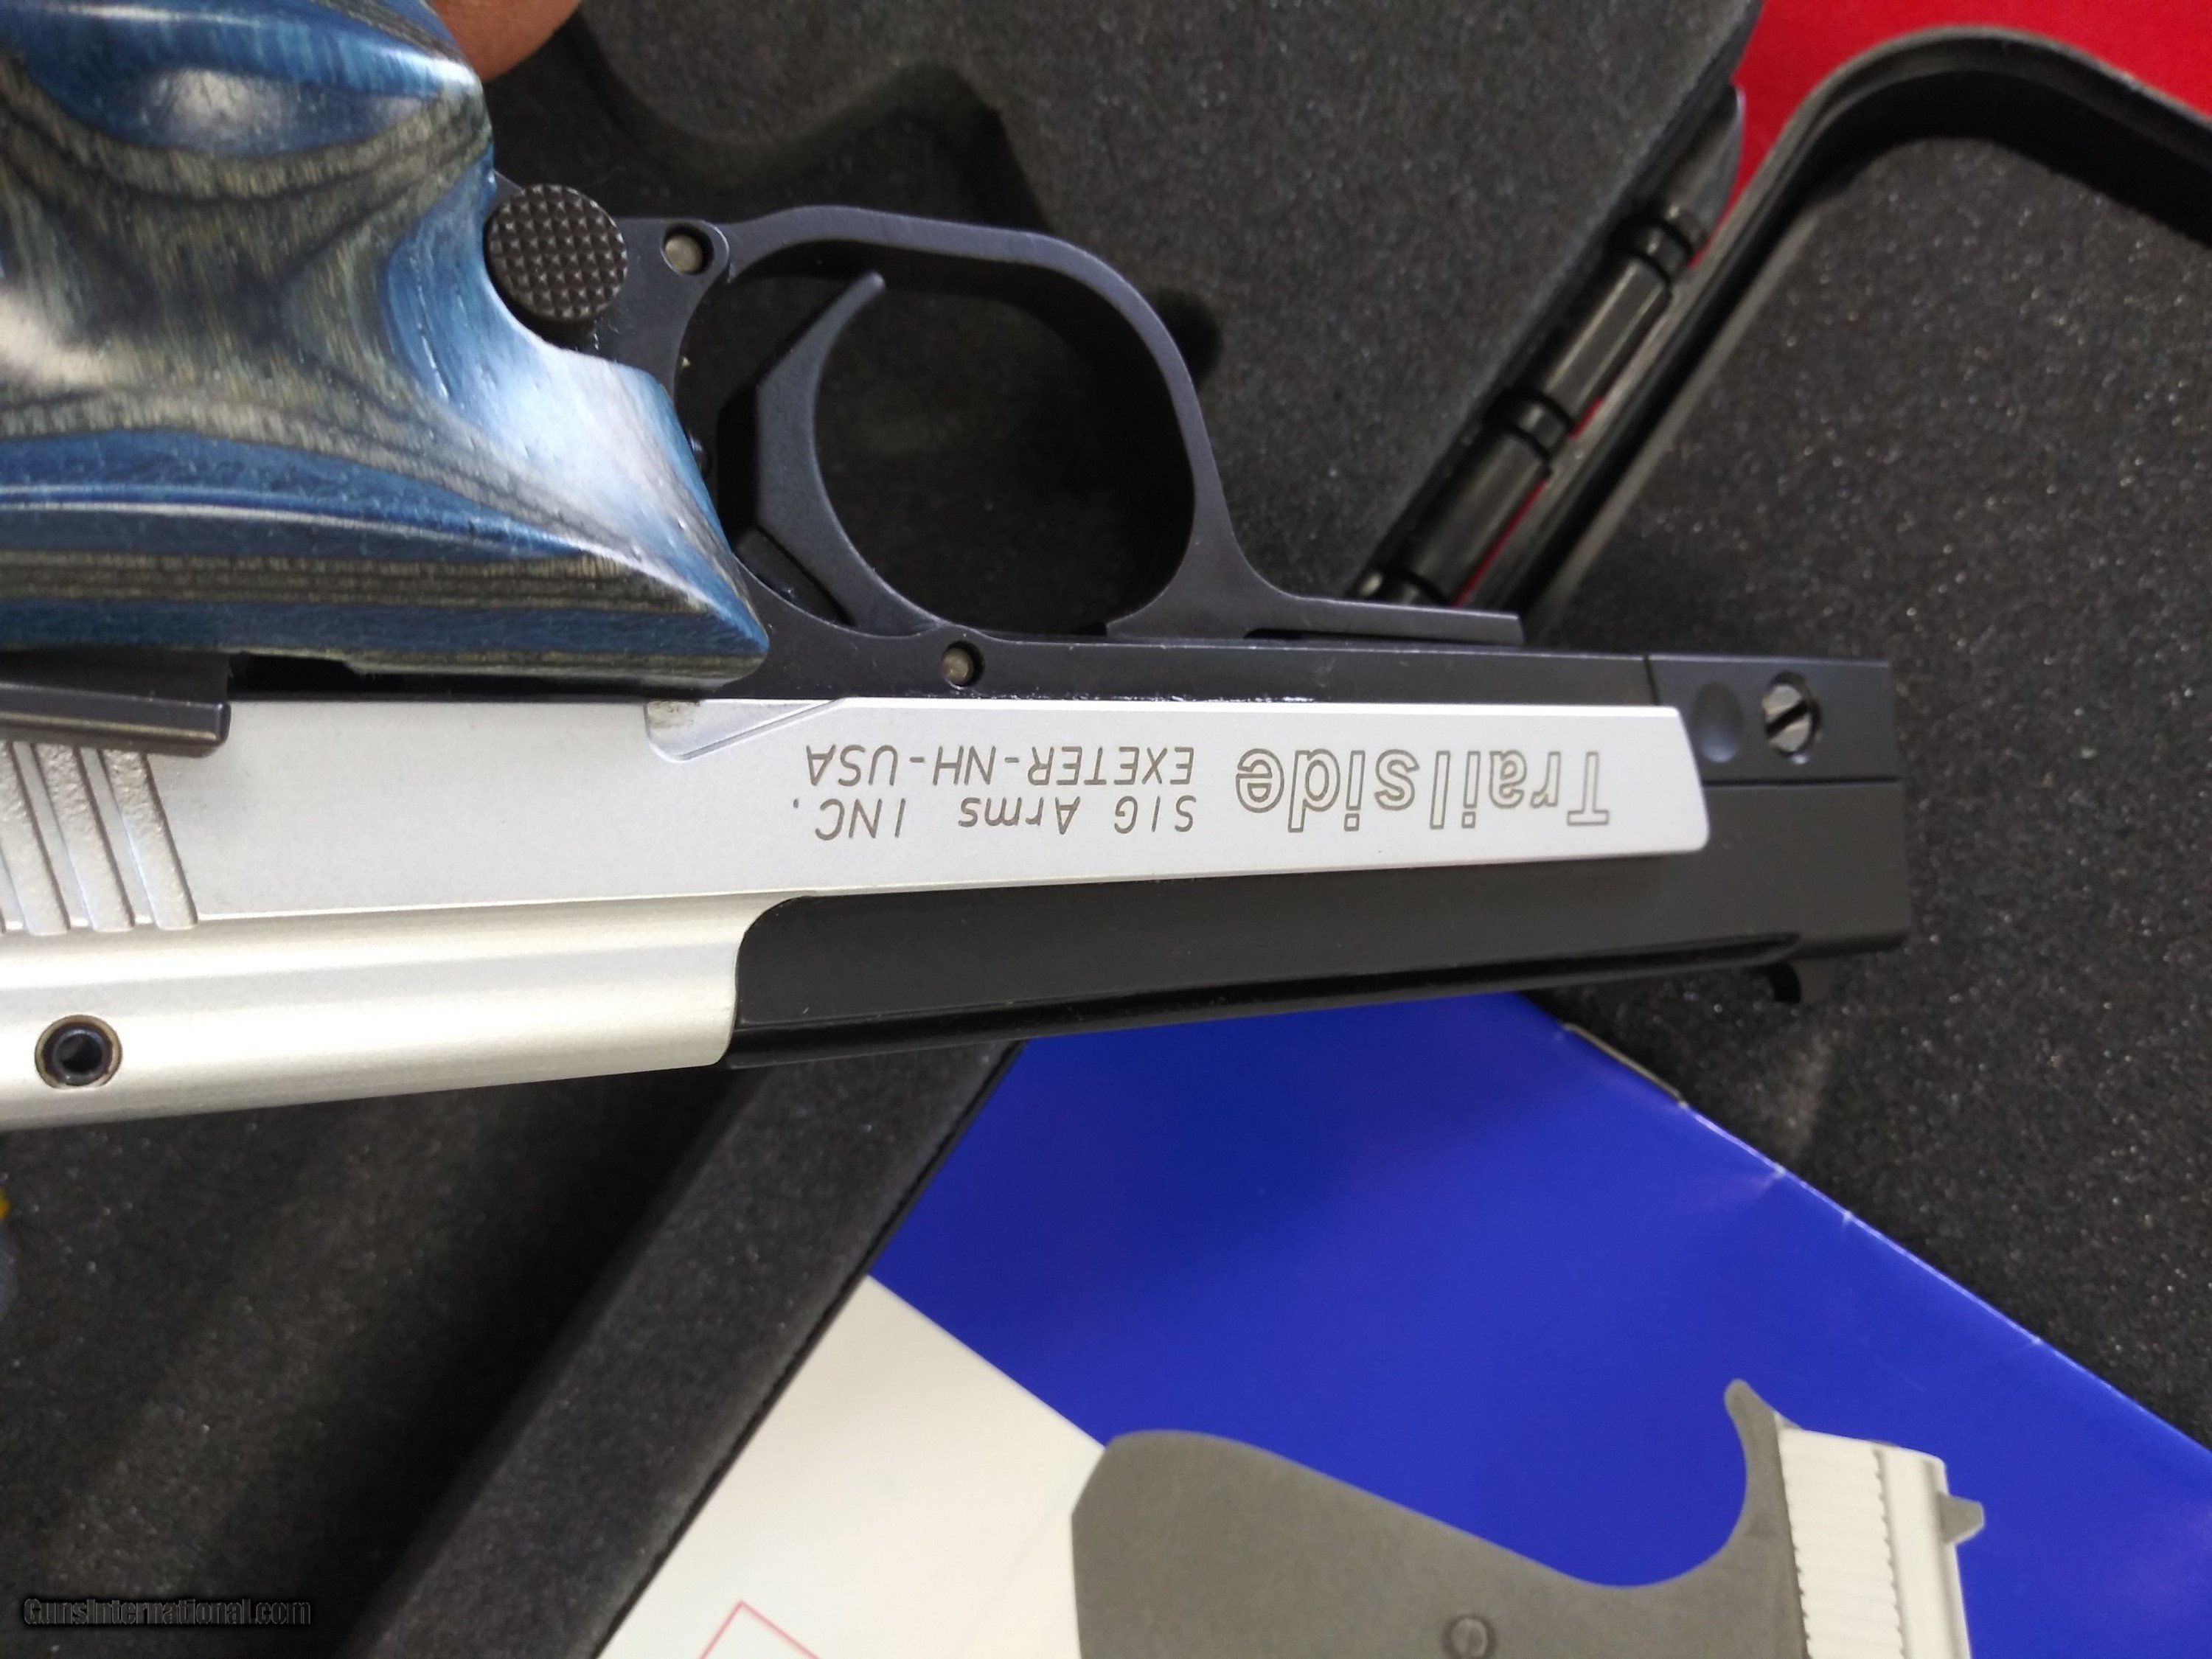 Trailside
SIG Arms INC.
EXETER-NH-USA
GunsInternational.com